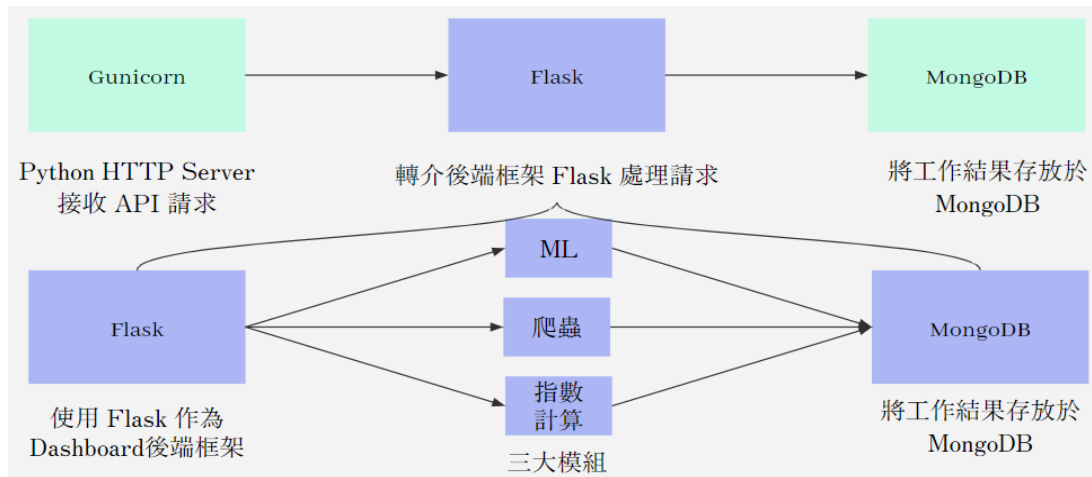 Gunicorn
Flask
MongoDB
Python HTTP Server
接收 API 請求
轉介後端框架 Flask 處理請求
將工作結果存放於
MongoDB
Flask
ML
爬蟲
指數
計算
MongoDB
使用 Flask 作為
Dashboard後端框架
三大模組
將工作結果存放於
MongoDB